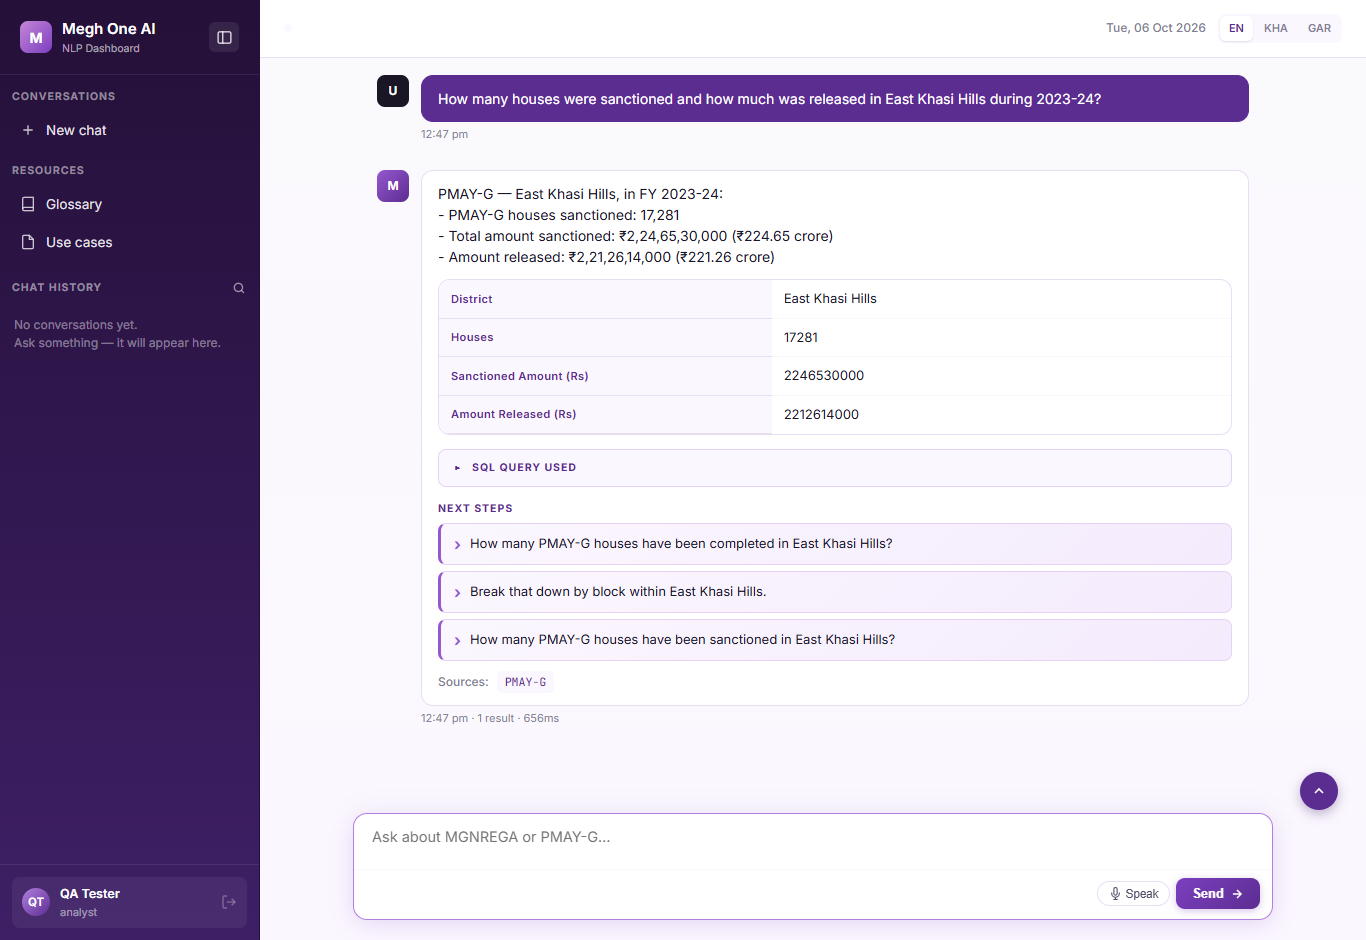 M
Megh One AI
NLP Dashboard
CONVERSATIONS
+ New chat
RESOURCES
Glossary
Use cases
CHAT HISTORY
No conversations yet.
Ask something — it will appear here.
QT
QA Tester
analyst
Tue, 06 Oct 2026
EN
KHA
GAR
U
How many houses were sanctioned and how much was released in East Khasi Hills during 2023-24?
12:47 pm
M
PMAY-G — East Khasi Hills, in FY 2023-24:
- PMAY-G houses sanctioned: 17,281
- Total amount sanctioned: ₹2,24,65,30,000 (₹224.65 crore)
- Amount released: ₹2,21,26,14,000 (₹221.26 crore)
District East Khasi Hills
Houses 17281
Sanctioned Amount (Rs) 2246530000
Amount Released (Rs) 2212614000
SQL QUERY USED
NEXT STEPS
How many PMAY-G houses have been completed in East Khasi Hills?
Break that down by block within East Khasi Hills.
How many PMAY-G houses have been sanctioned in East Khasi Hills?
Sources: PMAY-G
12:47 pm · 1 result · 656ms
Ask about MGNREGA or PMAY-G...
Speak
Send →